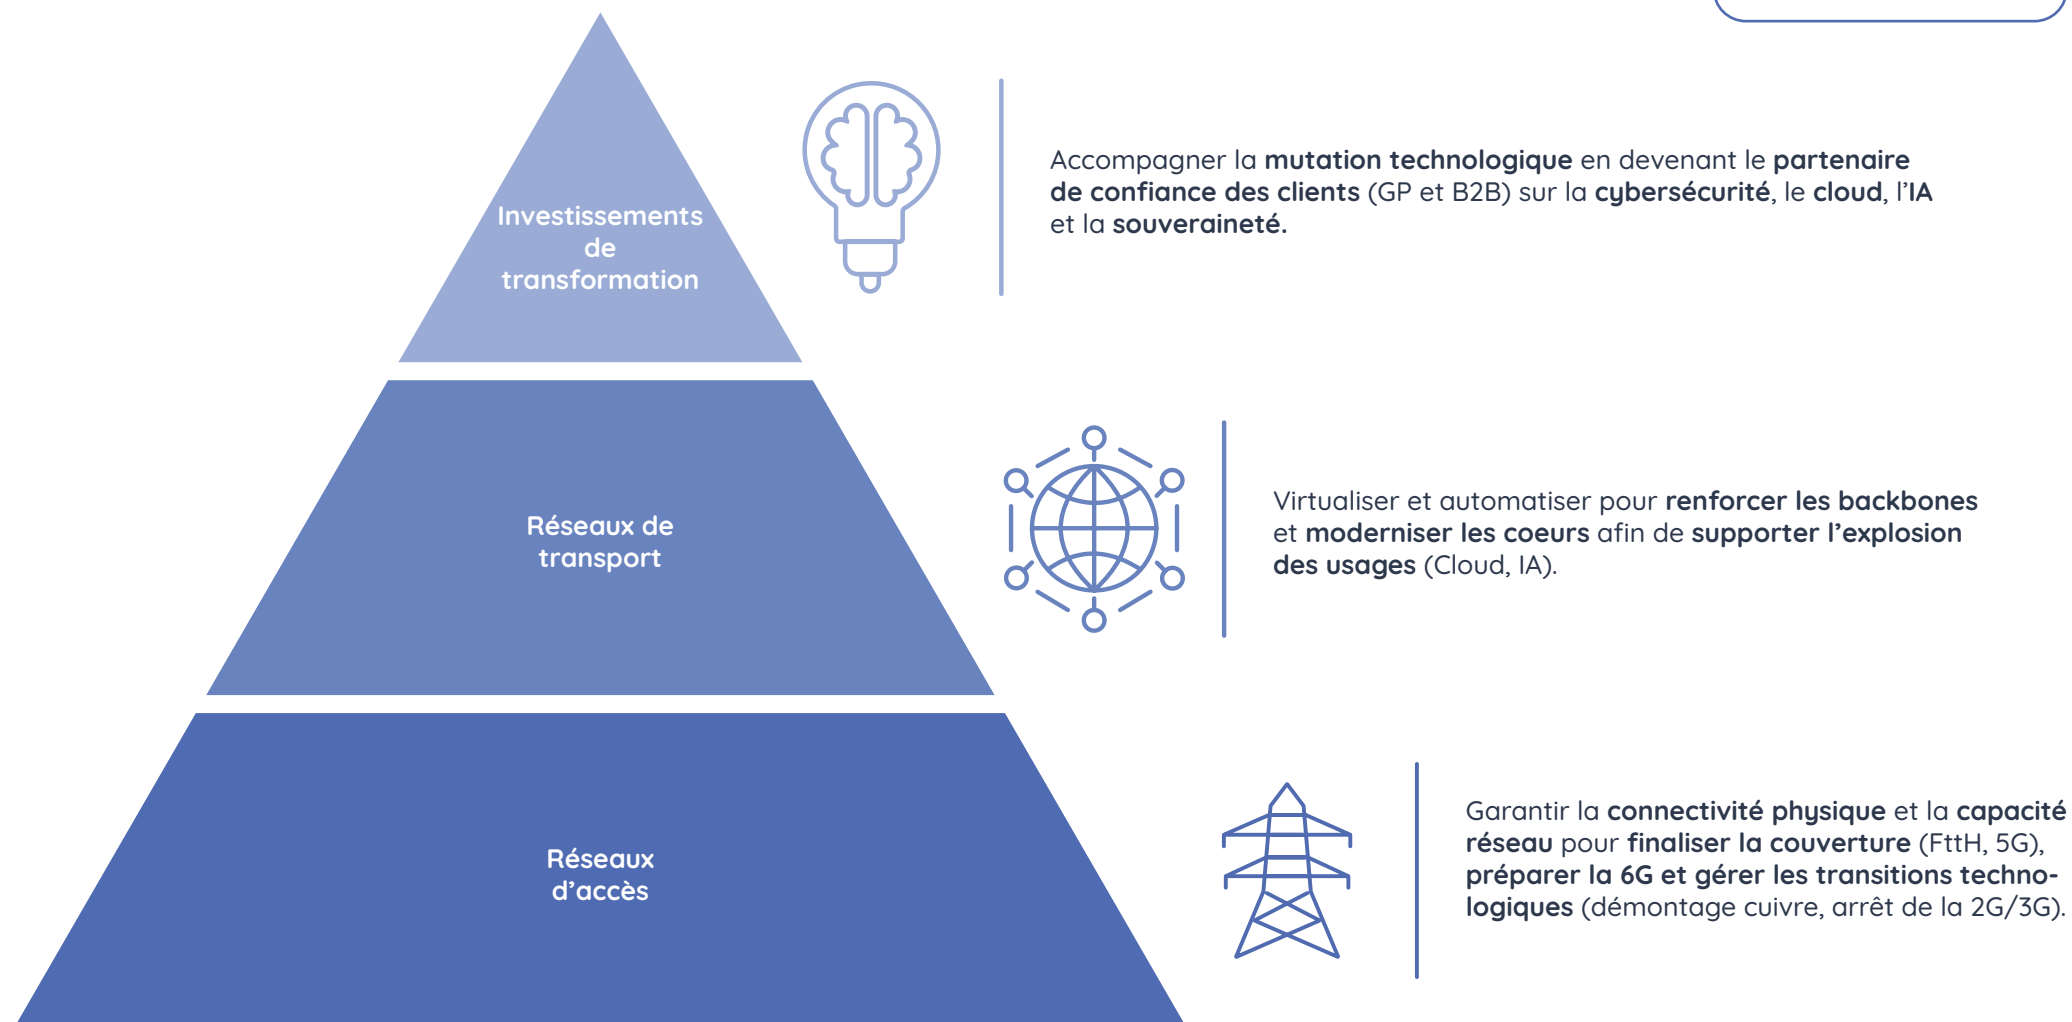 Investissements
de
transformation
Accompagner la mutation technologique en devenant le partenaire
de confiance des clients (GP et B2B) sur la cybersécurité, le cloud, l'IA
et la souveraineté.
Réseaux de
transport
Virtualiser et automatiser pour renforcer les backbones
et moderniser les coeurs afin de supporter l’explosion
des usages (Cloud, IA).
Réseaux
d’accès
Garantir la connectivité physique et la capacité
réseau pour finaliser la couverture (FttH, 5G),
préparer la 6G et gérer les transitions techno-
logiques (démontage cuivre, arrêt de la 2G/3G).